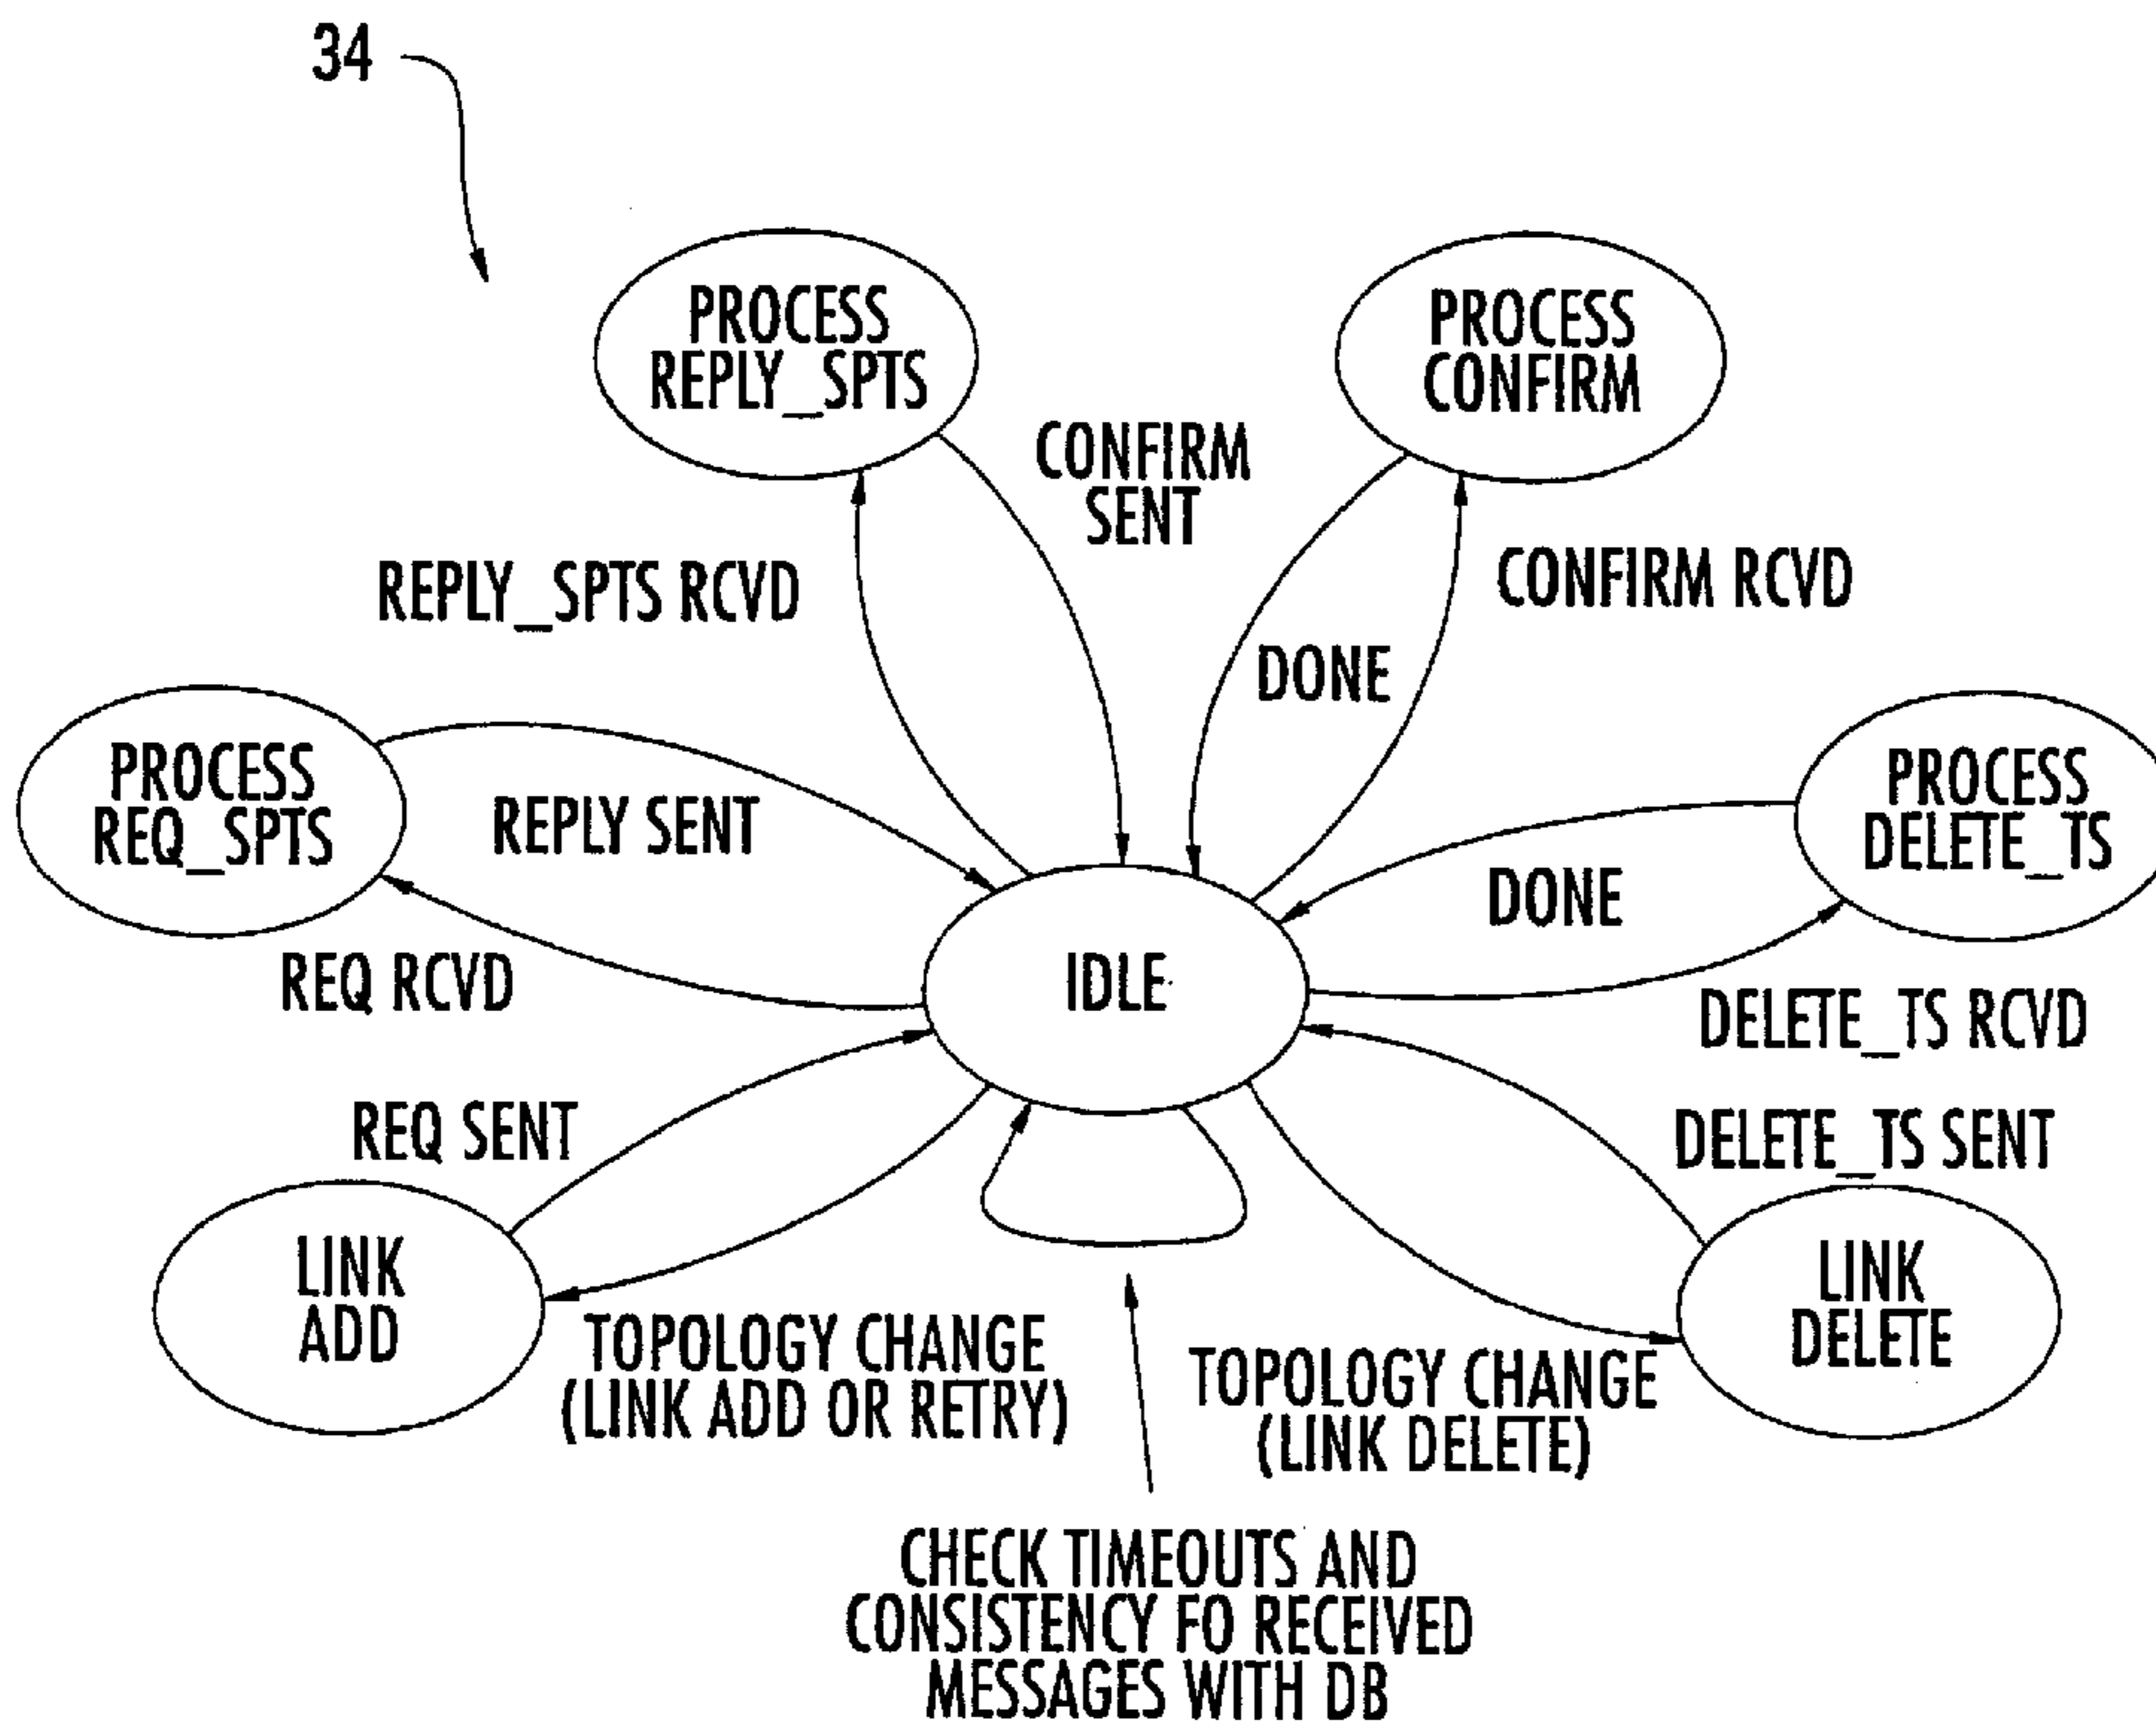 34
PROCESS
REPLY_SPTS
PROCESS
CONFIRM
CONFIRM
SENT
REPLY_SPTS RCVD
CONFIRM RCVD
DONE
PROCESS
REQ_SPTS
REPLY SENT
PROCESS
DELETE_TS
DONE
REQ RCVD
IDLE
DELETE_TS RCVD
REQ SENT
DELETE_TS SENT
LINK
ADD
LINK
DELETE
TOPOLOGY CHANGE
(LINK ADD OR RETRY)
TOPOLOGY CHANGE
(LINK DELETE)
CHECK TIMEOUTS AND
CONSISTENCY FO RECEIVED
MESSAGES WITH DB